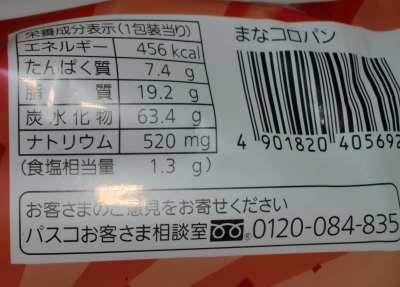 栄養成分表示(1包装当り)
エネルギー 456 kcal
たんぱく質 7.4 g
脂質 19.2 g
炭水化物 63.4 g
ナトリウム 520 mg
(食塩相当量 1.3 g)
まなコロパン
4 901820 405692
お客さまのご意見をお寄せください
パスコお客さま相談室 ® 0120-084-835